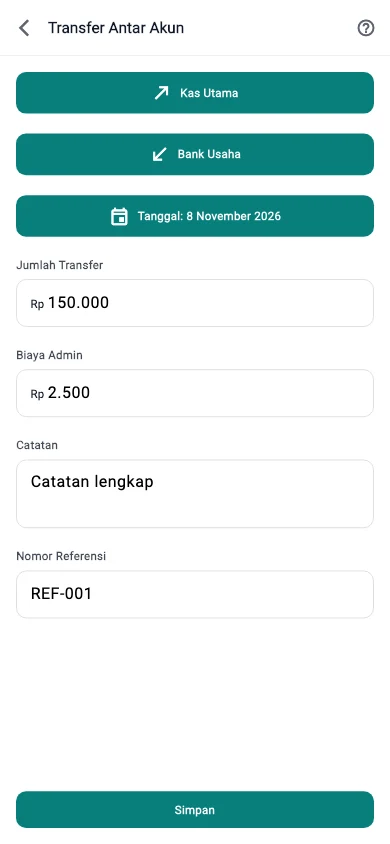 Transfer Antar Akun
Kas Utama
Bank Usaha
Tanggal: 8 November 2026
Jumlah Transfer
Rp 150.000
Biaya Admin
Rp 2.500
Catatan
Catatan lengkap
Nomor Referensi
REF-001
Simpan